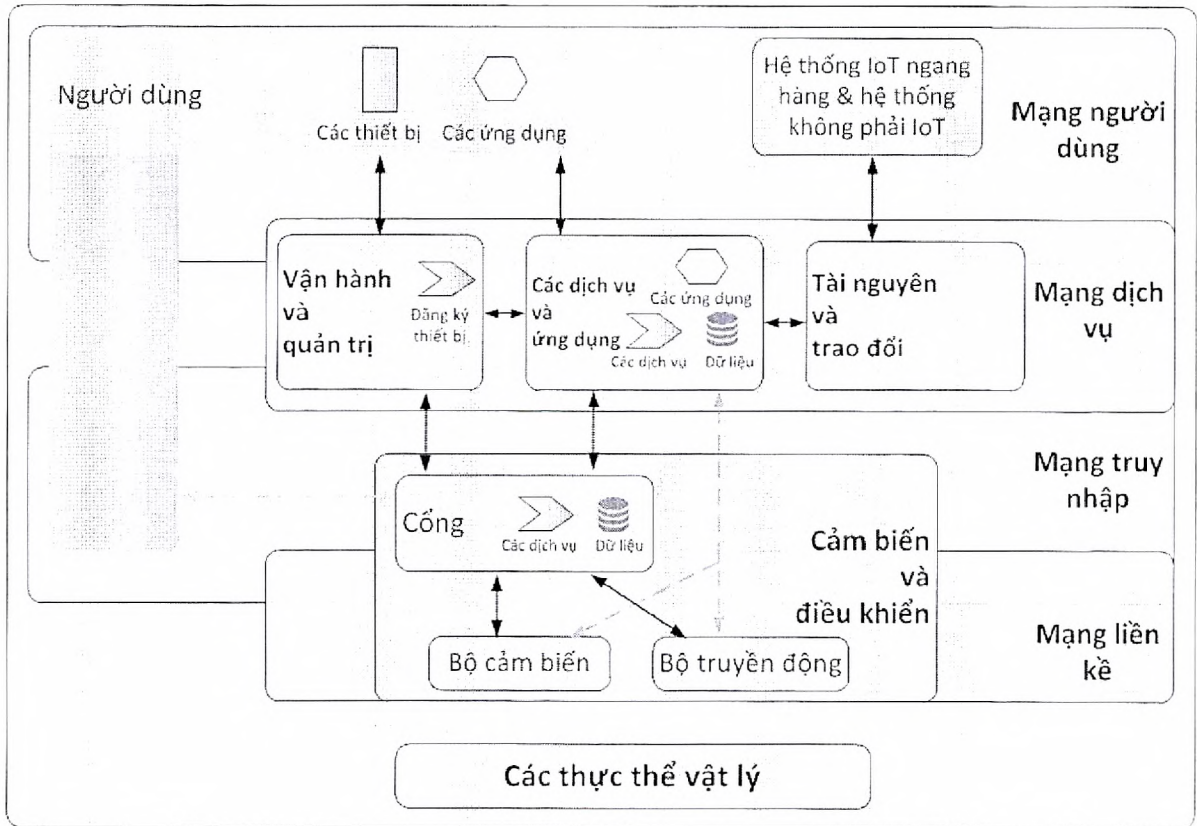 Người dùng
Các thiết bị
Các ứng dụng
Hệ thống IoT ngang
hàng & hệ thống
không phải IoT
Mạng người
dùng
Vận hành
và
quản trị
Đăng ký
thiết bị
Các dịch vụ
và
ứng dụng
Các ứng dụng
Các dịch vụ
Dữ liệu
Tài nguyên
và
trao đổi
Mạng dịch
vụ
Mạng truy
nhập
Cổng
Các dịch vụ
Dữ liệu
Cảm biến
và
điều khiển
Bộ cảm biến
Bộ truyền động
Mạng liền
kề
Các thực thể vật lý